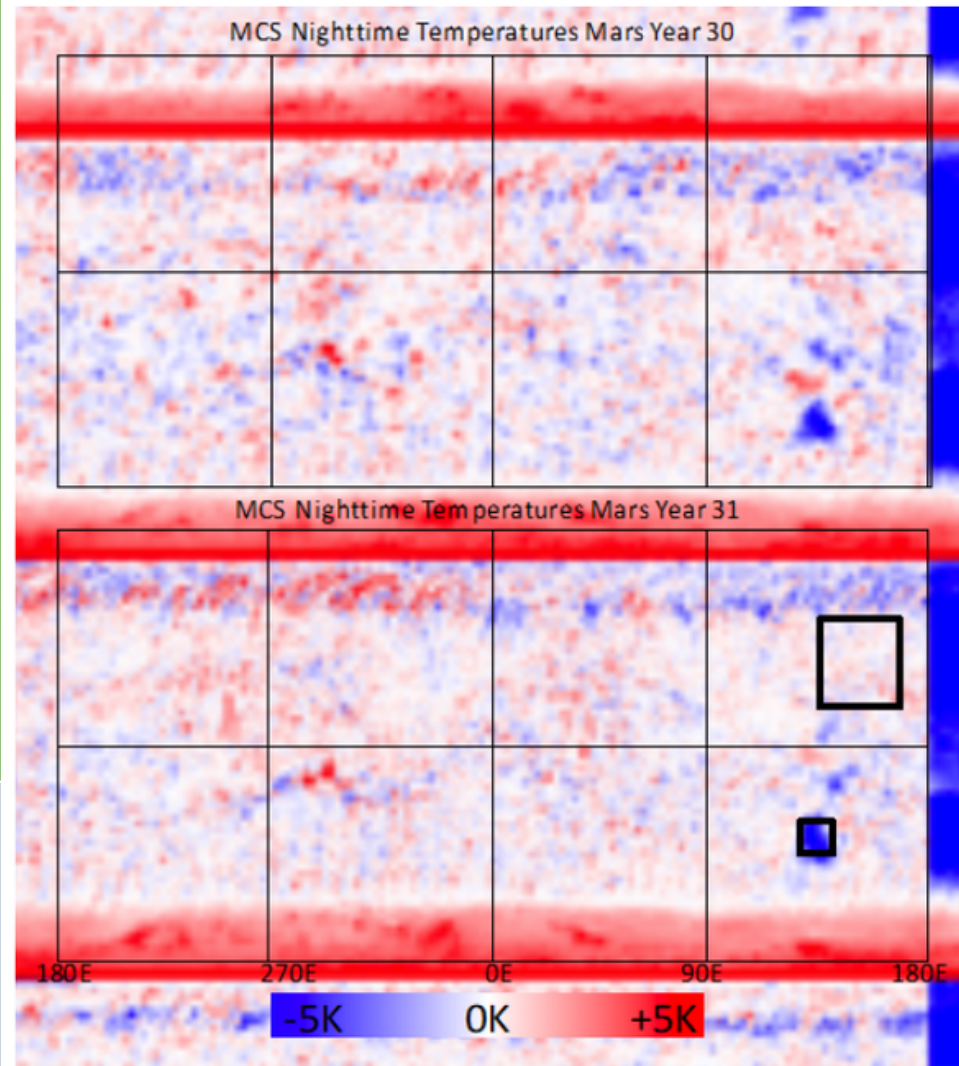 MCS Nighttime Temperatures Mars Year 30
MCS Nighttime Temperatures Mars Year 31
180E 270E 0E 90E 180E
-5K 0K +5K